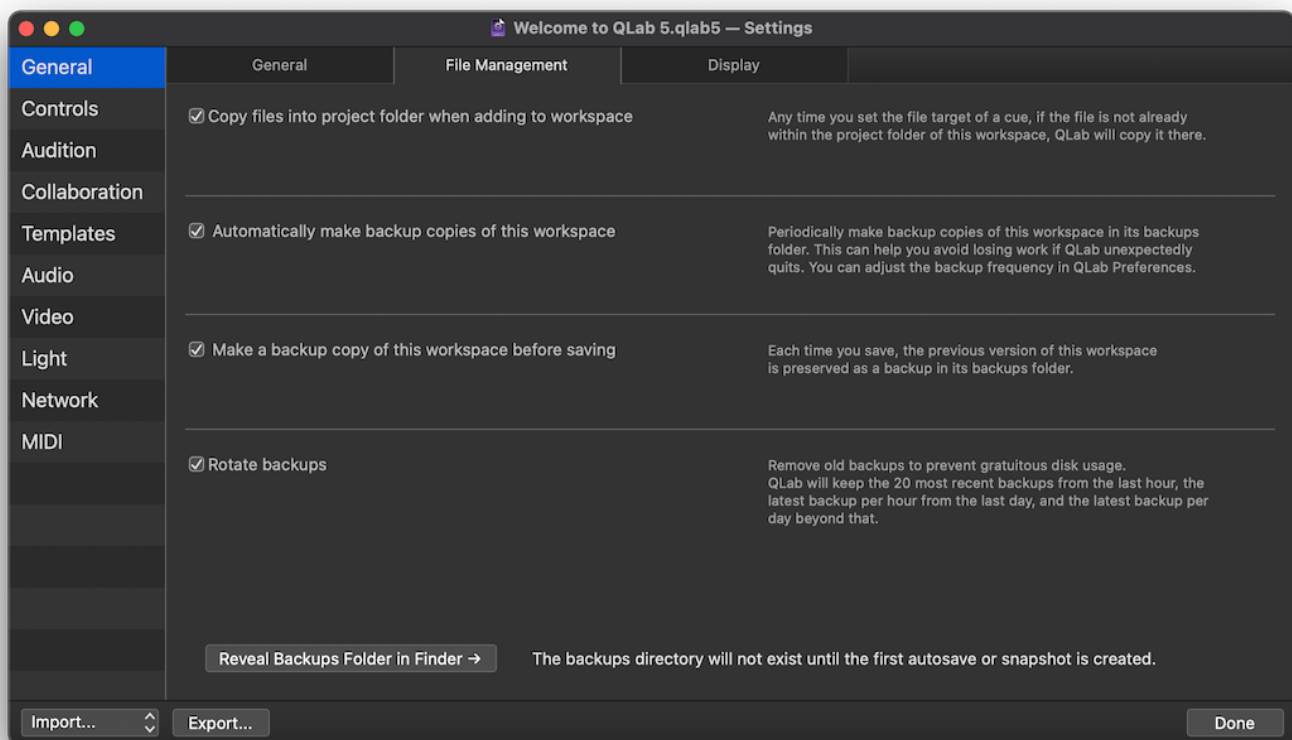 Welcome to QLab 5.qlab5 — Settings
General
Controls
Audition
Collaboration
Templates
Audio
Video
Light
Network
MIDI
General File Management Display
Copy files into project folder when adding to workspace
Any time you set the file target of a cue, if the file is not already
within the project folder of this workspace, QLab will copy it there.
Automatically make backup copies of this workspace
Periodically make backup copies of this workspace in its backups
folder. This can help you avoid losing work if QLab unexpectedly
quits. You can adjust the backup frequency in QLab Preferences.
Make a backup copy of this workspace before saving
Each time you save, the previous version of this workspace
is preserved as a backup in its backups folder.
Rotate backups
Remove old backups to prevent gratuitous disk usage.
QLab will keep the 20 most recent backups from the last hour, the
latest backup per hour from the last day, and the latest backup per
day beyond that.
Reveal Backups Folder in Finder → The backups directory will not exist until the first autosave or snapshot is created.
Import... Export... Done